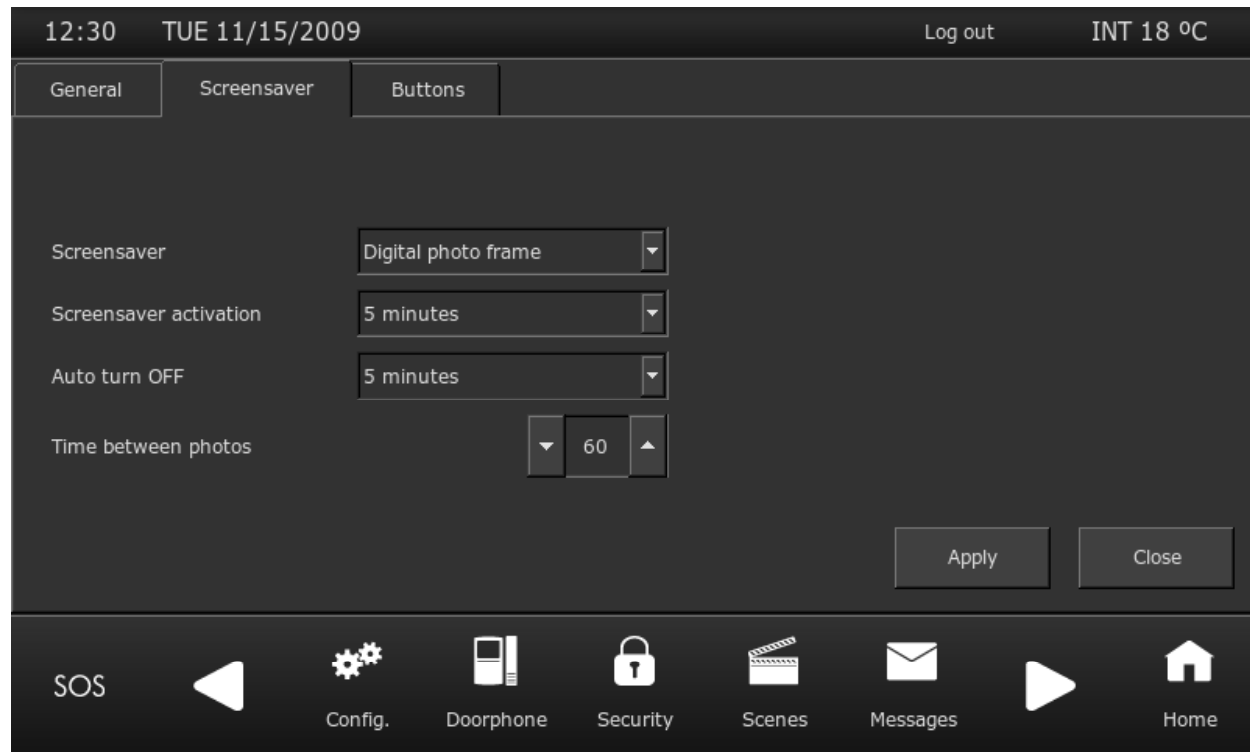 12:30 TUE 11/15/2009 Log out INT 18 ºC
General Screensaver Buttons
Screensaver Digital photo frame
Screensaver activation 5 minutes
Auto turn OFF 5 minutes
Time between photos 60
Apply Close
SOS Config. Doorphone Security Scenes Messages Home